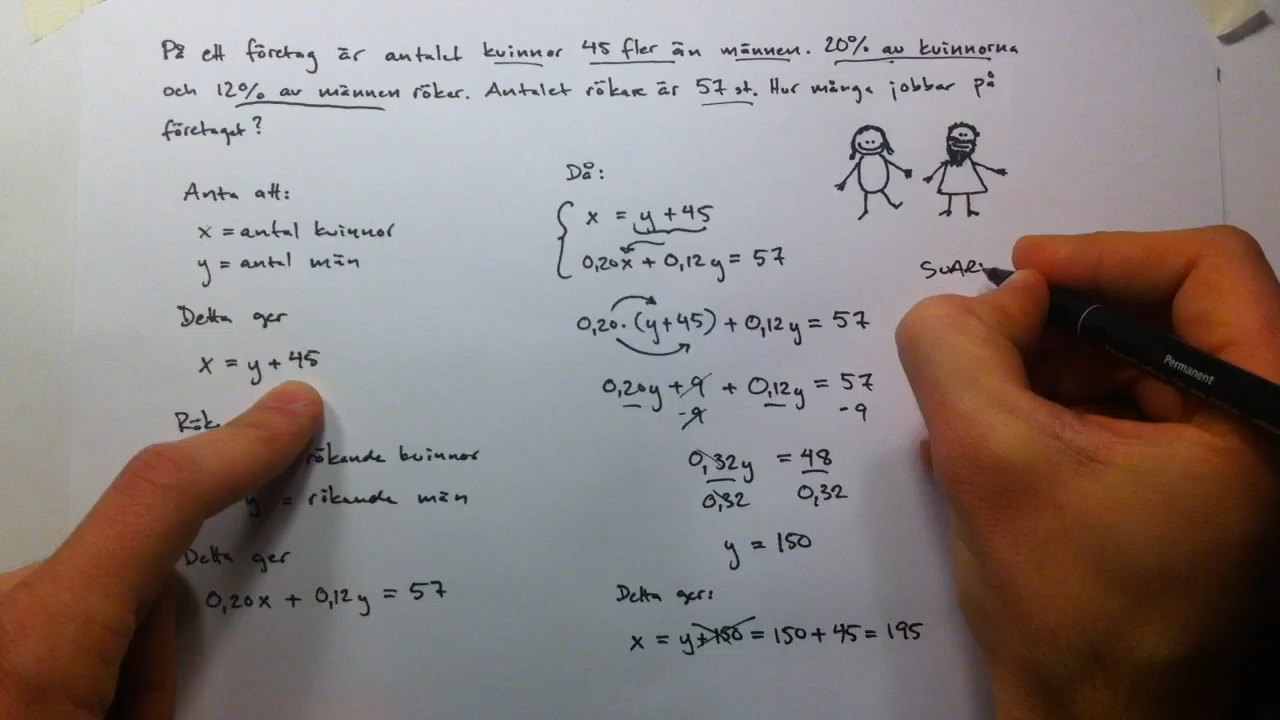 På ett företag är antalet kvinnor 45 fler än männen. 20% av kvinnorna
och 12% av männen röker. Antalet rökare är 57 st. Hur många jobbar på
företaget?
Anta att:
x = antal kvinnor
y = antal män
Detta ger
x = y + 45
Rök
rökande kvinnor
y = rökande män
Detta ger
0,20x + 0,12y = 57
Då:
x = y + 45
0,20x + 0,12y = 57
0,20·(y+45) + 0,12y = 57
0,20y + 9 + 0,12y = 57
-9 -9
0,32y = 48
0,32 0,32
y = 150
Detta ger:
x = y+150 = 150 + 45 = 195
SVAR:
Permanent